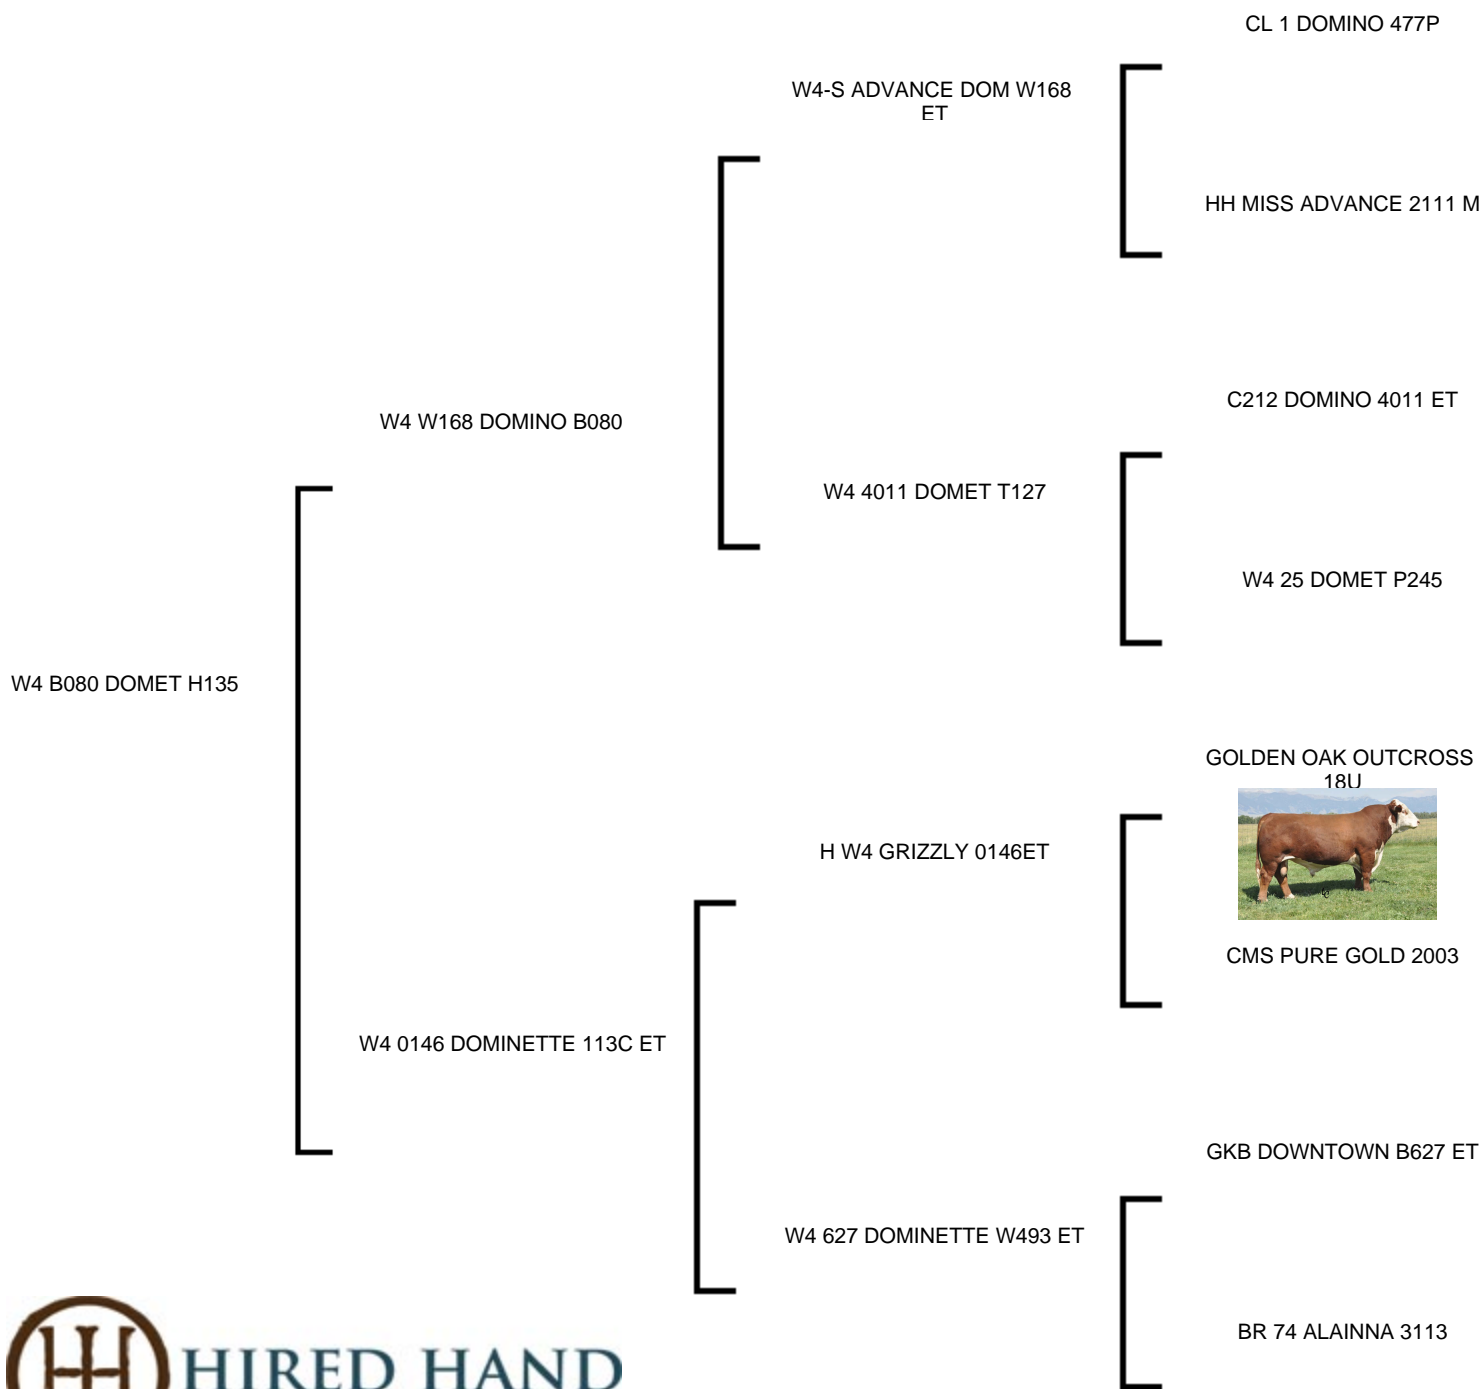 CL 1 DOMINO 477P
W4-S ADVANCE DOM W168
ET
HH MISS ADVANCE 2111 M
C212 DOMINO 4011 ET
W4 W168 DOMINO B080
W4 4011 DOMET T127
W4 25 DOMET P245
W4 B080 DOMET H135
GOLDEN OAK OUTCROSS
18U
H W4 GRIZZLY 0146ET
CMS PURE GOLD 2003
W4 0146 DOMINETTE 113C ET
GKB DOWNTOWN B627 ET
W4 627 DOMINETTE W493 ET
BR 74 ALAINNA 3113
HIRED HAND